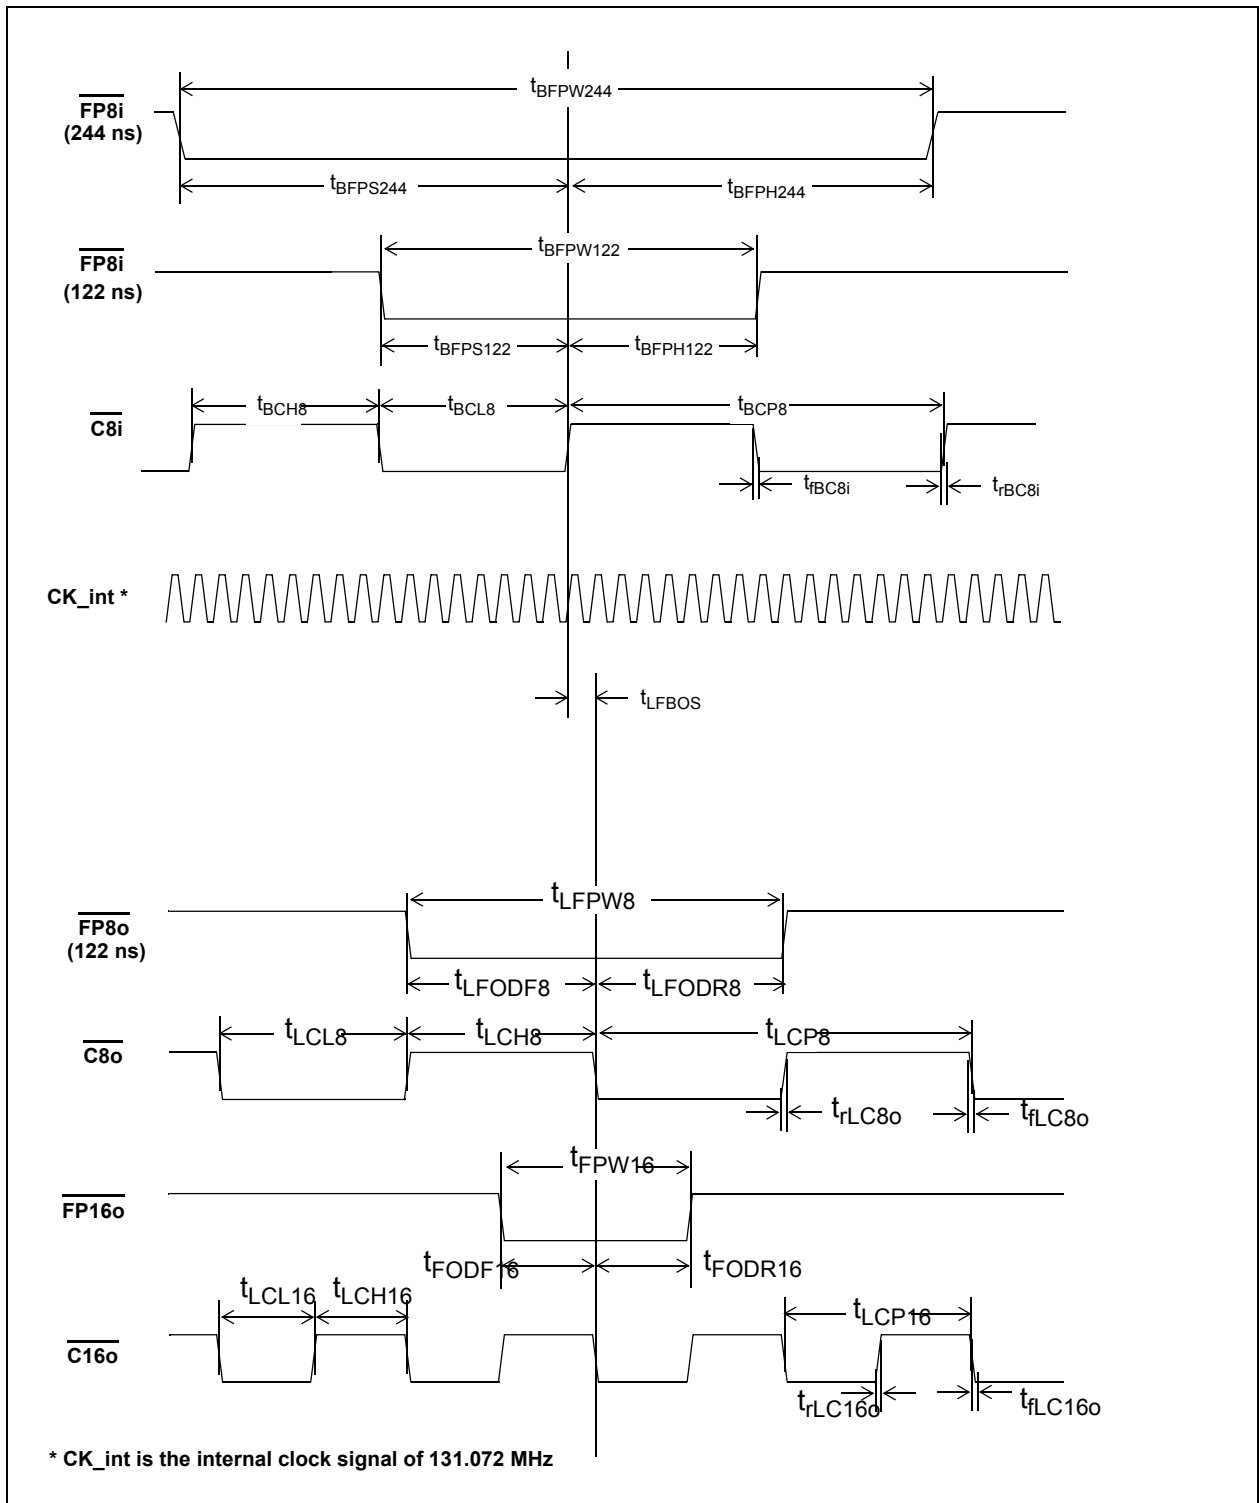 tBFPW244
FP8i
(244 ns)
tBFPS244 tBFPH244
tBFPW122
FP8i
(122 ns)
tBFPS122 tBFPH122
tBCH8 tBCL8 tBCP8
C8i
tfBC8i trBC8i
CK_int *
tLFBOS
tLFPW8
FP8o
(122 ns)
tLFODF8 tLFODR8
tLCL8 tLCH8 tLCP8
C8o
trLC8o tfLC8o
tFPW16
FP16o
tFODF16 tFODR16
tLCL16 tLCH16 tLCP16
C16o
trLC16o tfLC16o
* CK_int is the internal clock signal of 131.072 MHz